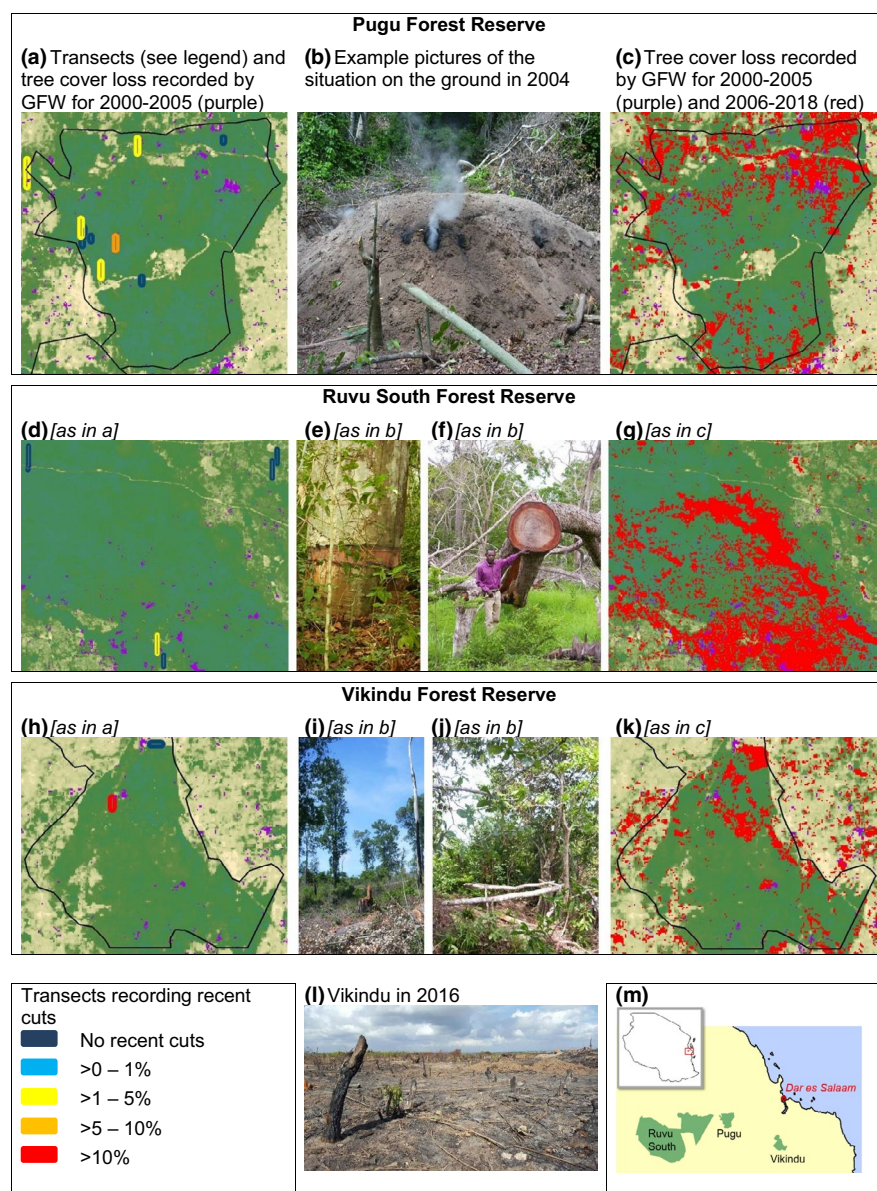 Pugu Forest Reserve
(a) Transects (see legend) and
tree cover loss recorded by
GFW for 2000-2005 (purple)
(b) Example pictures of the
situation on the ground in 2004
(c) Tree cover loss recorded
by GFW for 2000-2005
(purple) and 2006-2018 (red)
Ruvu South Forest Reserve
(d) [as in a]
(e) [as in b]
(f) [as in b]
(g) [as in c]
Vikindu Forest Reserve
(h) [as in a]
(i) [as in b]
(j) [as in b]
(k) [as in c]
Transects recording recent
cuts
No recent cuts
>0 – 1%
>1 – 5%
>5 – 10%
>10%
(l) Vikindu in 2016
(m)
Dar es Salaam
Ruvu
South
Pugu
Vikindu